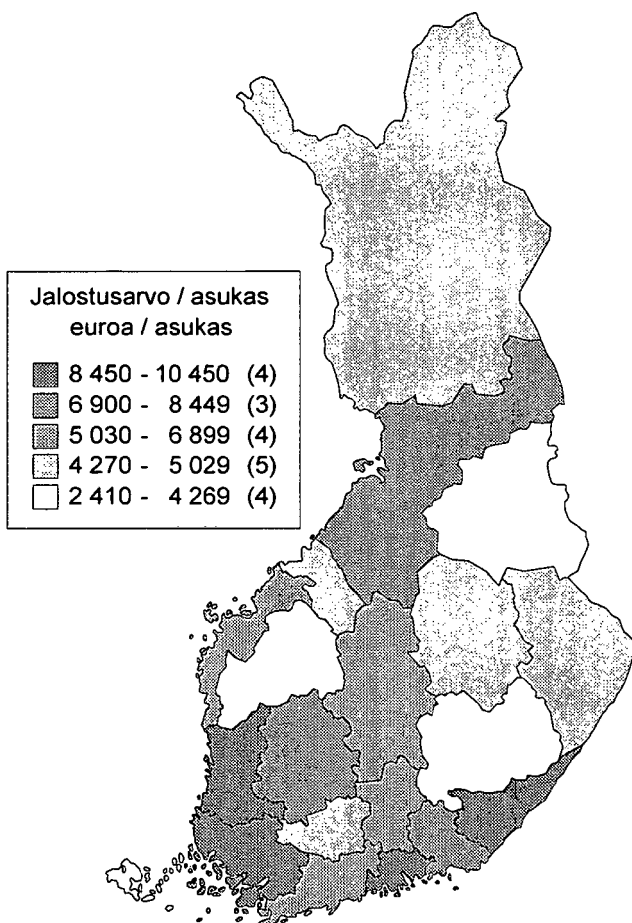 Jalostusarvo / asukas
euroa / asukas
8 450 - 10 450 (4)
6 900 - 8 449 (3)
5 030 - 6 899 (4)
4 270 - 5 029 (5)
2 410 - 4 269 (4)